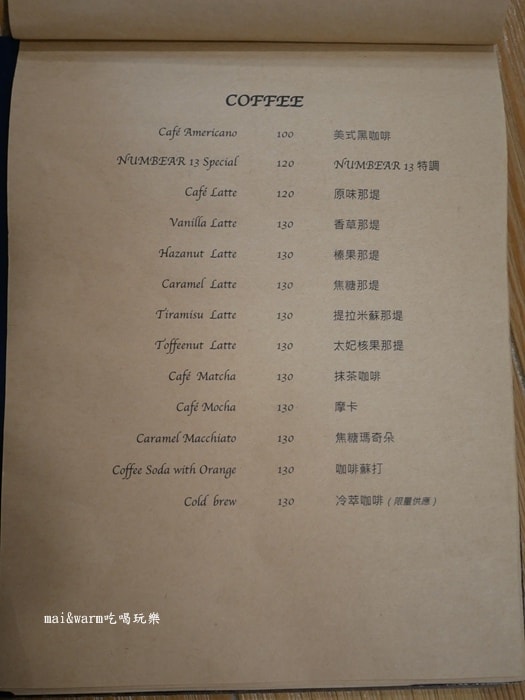 COFFEE
Café Americano 100 美式黑咖啡
NUMBEAR 13 Special 120 NUMBEAR 13 特調
Café Latte 120 原味那堤
Vanilla Latte 130 香草那堤
Hazanut Latte 130 榛果那堤
Caramel Latte 130 焦糖那堤
Tiramisu Latte 130 提拉米蘇那堤
Toffeenut Latte 130 太妃核果那提
Café Matcha 130 抹茶咖啡
Café Mocha 130 摩卡
Caramel Macchiato 130 焦糖瑪奇朵
Coffee Soda with Orange 130 咖啡蘇打
Cold brew 130 冷萃咖啡 (限量供應)
mai&warm吃喝玩樂